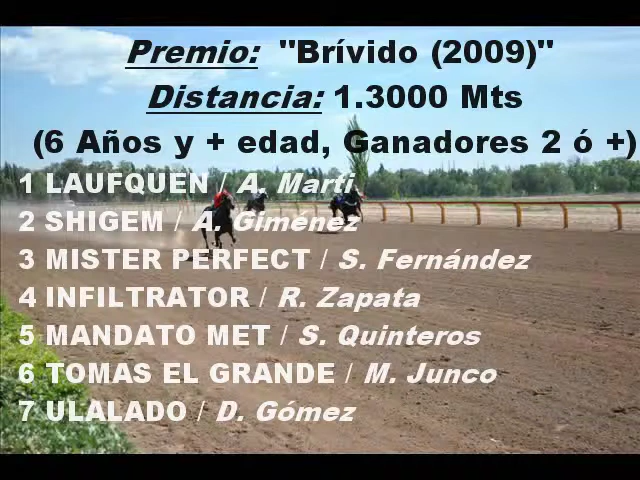 Premio: "Brívido (2009)"
Distancia: 1.3000 Mts
(6 Años y + edad, Ganadores 2 ó +)
1 LAUFQUEN / A. Marti
2 SHIGEM / A. Giménez
3 MISTER PERFECT / S. Fernández
4 INFILTRATOR / R. Zapata
5 MANDATO MET / S. Quinteros
6 TOMAS EL GRANDE / M. Junco
7 ULALADO / D. Gómez